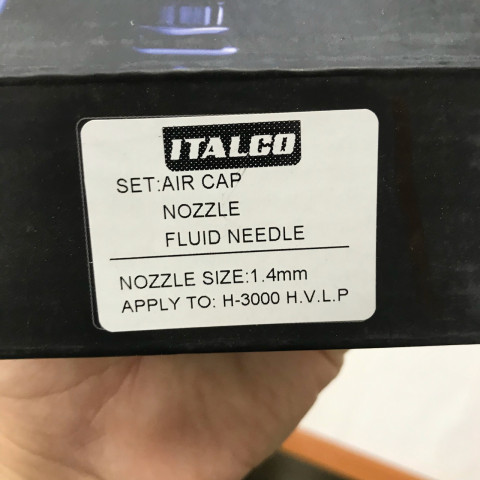 ITALCO
SET:AIR CAP
NOZZLE
FLUID NEEDLE
NOZZLE SIZE:1.4mm
APPLY TO: H-3000 H.V.L.P